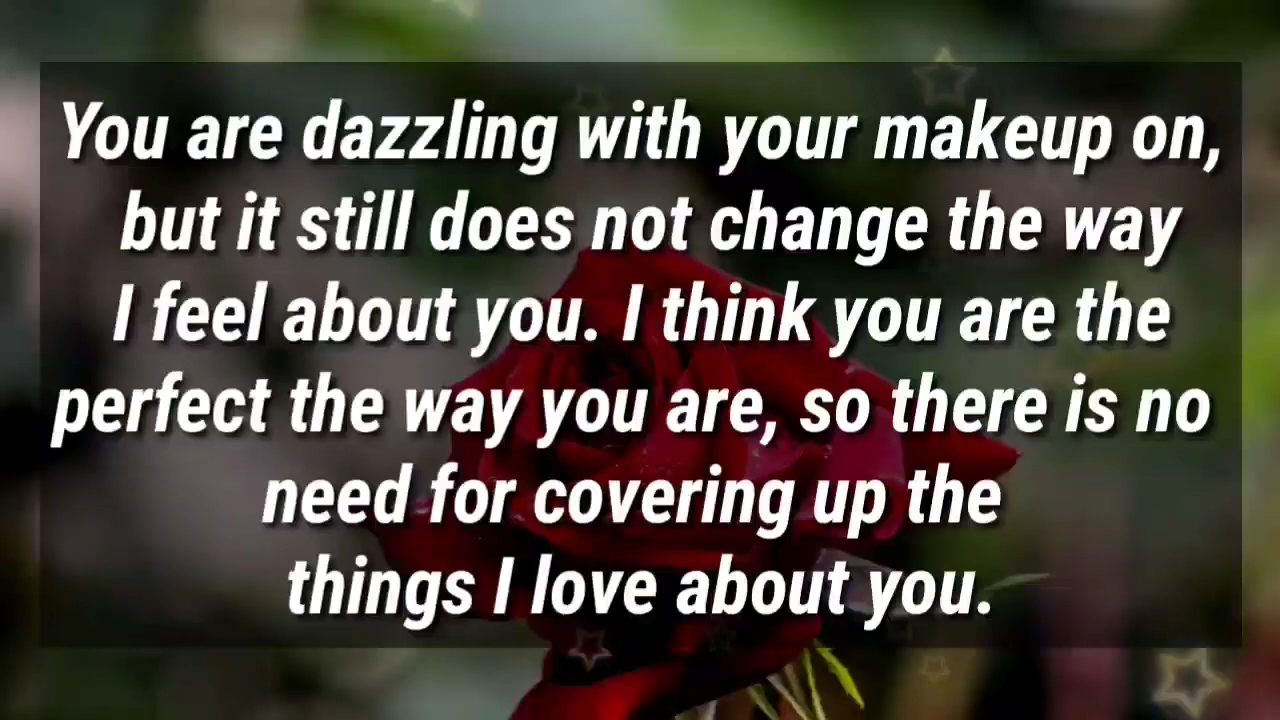 You are dazzling with your makeup on,
but it still does not change the way
I feel about you. I think you are the
perfect the way you are, so there is no
need for covering up the
things I love about you.